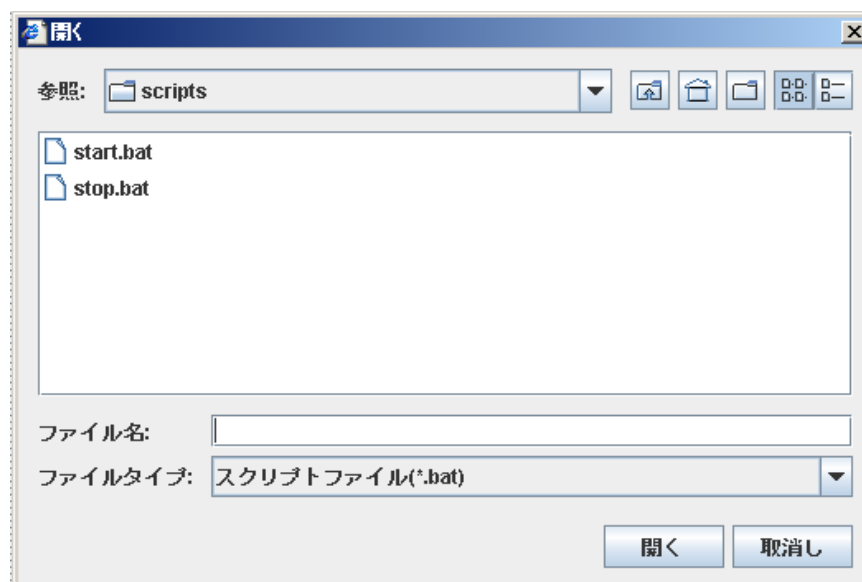 開く
参照: scripts
start.bat
stop.bat
ファイル名:
ファイルタイプ: スクリプトファイル(*.bat)
開く 取消し